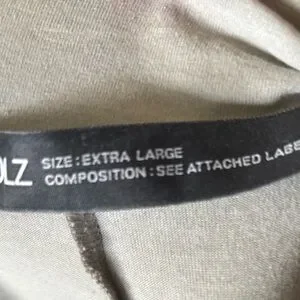 SIZE : EXTRA LARGE
COMPOSITION : SEE ATTACHED LABE